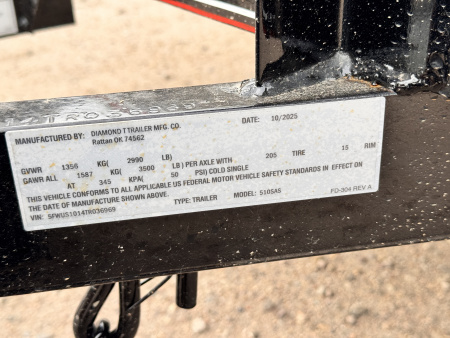 MANUFACTURED BY: DIAMOND T TRAILER MFG. CO. DATE: 10/2025
Rattan OK 74562
GVWR 1356 KG( 2990 LB)
GAWR ALL 1587 KG( 3500 LB) PER AXLE WITH 205 TIRE 15 RIM
AT 345 KPA( 50 PSI) COLD SINGLE
THIS VEHICLE CONFORMS TO ALL APPLICABLE US FEDERAL MOTOR VEHICLE SAFETY STANDARDS IN EFFECT ON
THE DATE OF MANUFACTURE SHOWN ABOVE.
VIN: 5FWUS1014TR036969 TYPE: TRAILER MODEL: 510SA5 FD-304 REV A